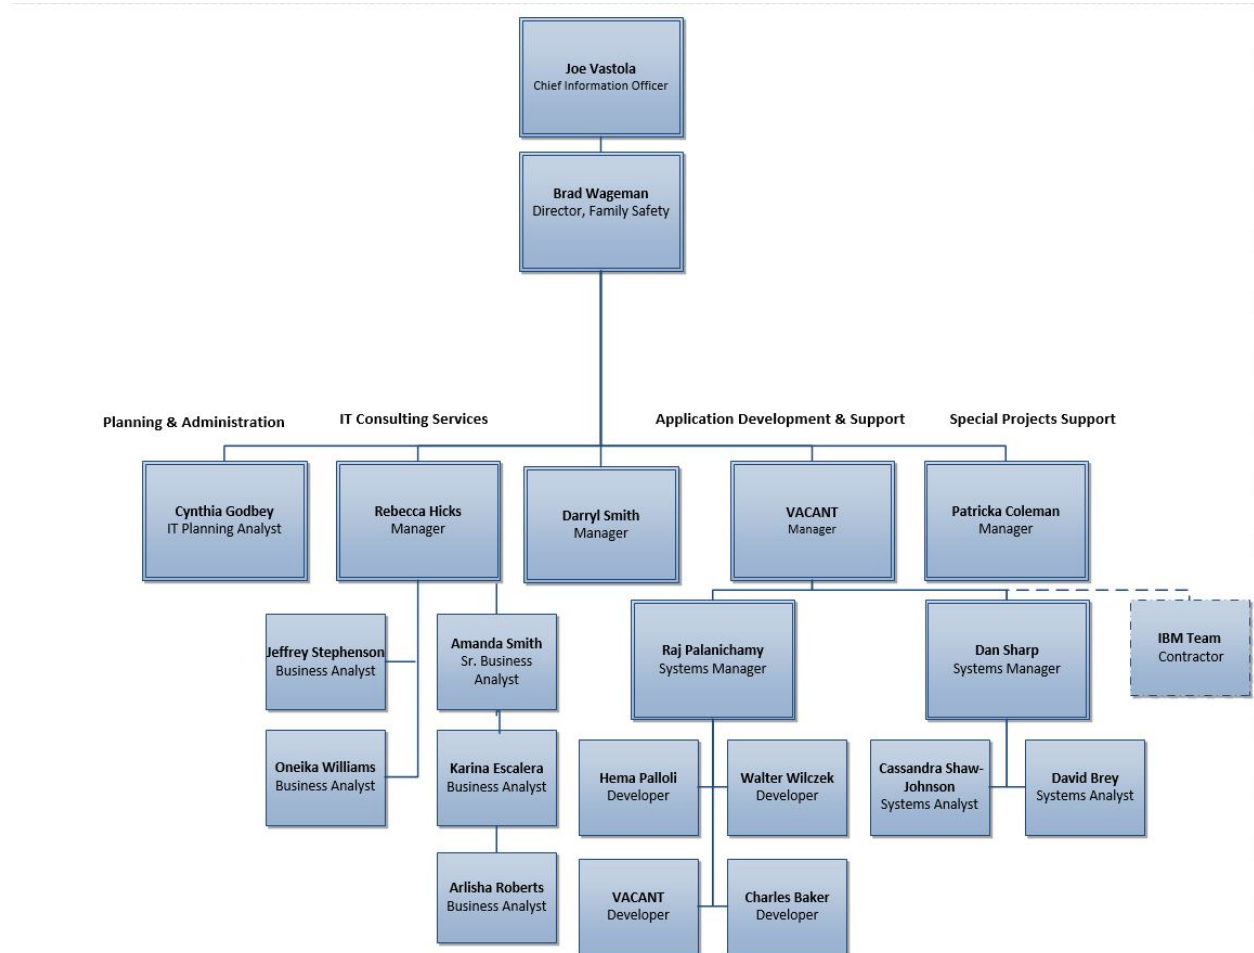 Joe Vastola
Chief Information Officer
Brad Wageman
Director, Family Safety
Planning & Administration
IT Consulting Services
Application Development & Support
Special Projects Support
Cynthia Godbey
IT Planning Analyst
Rebecca Hicks
Manager
Darryl Smith
Manager
VACANT
Manager
Patricka Coleman
Manager
Jeffrey Stephenson
Business Analyst
Amanda Smith
Sr. Business
Analyst
Raj Palanichamy
Systems Manager
Dan Sharp
Systems Manager
IBM Team
Contractor
Oneika Williams
Business Analyst
Karina Escalera
Business Analyst
Hema Palloli
Developer
Walter Wilczek
Developer
Cassandra Shaw-
Johnson
Systems Analyst
David Brey
Systems Analyst
Arlisha Roberts
Business Analyst
VACANT
Developer
Charles Baker
Developer